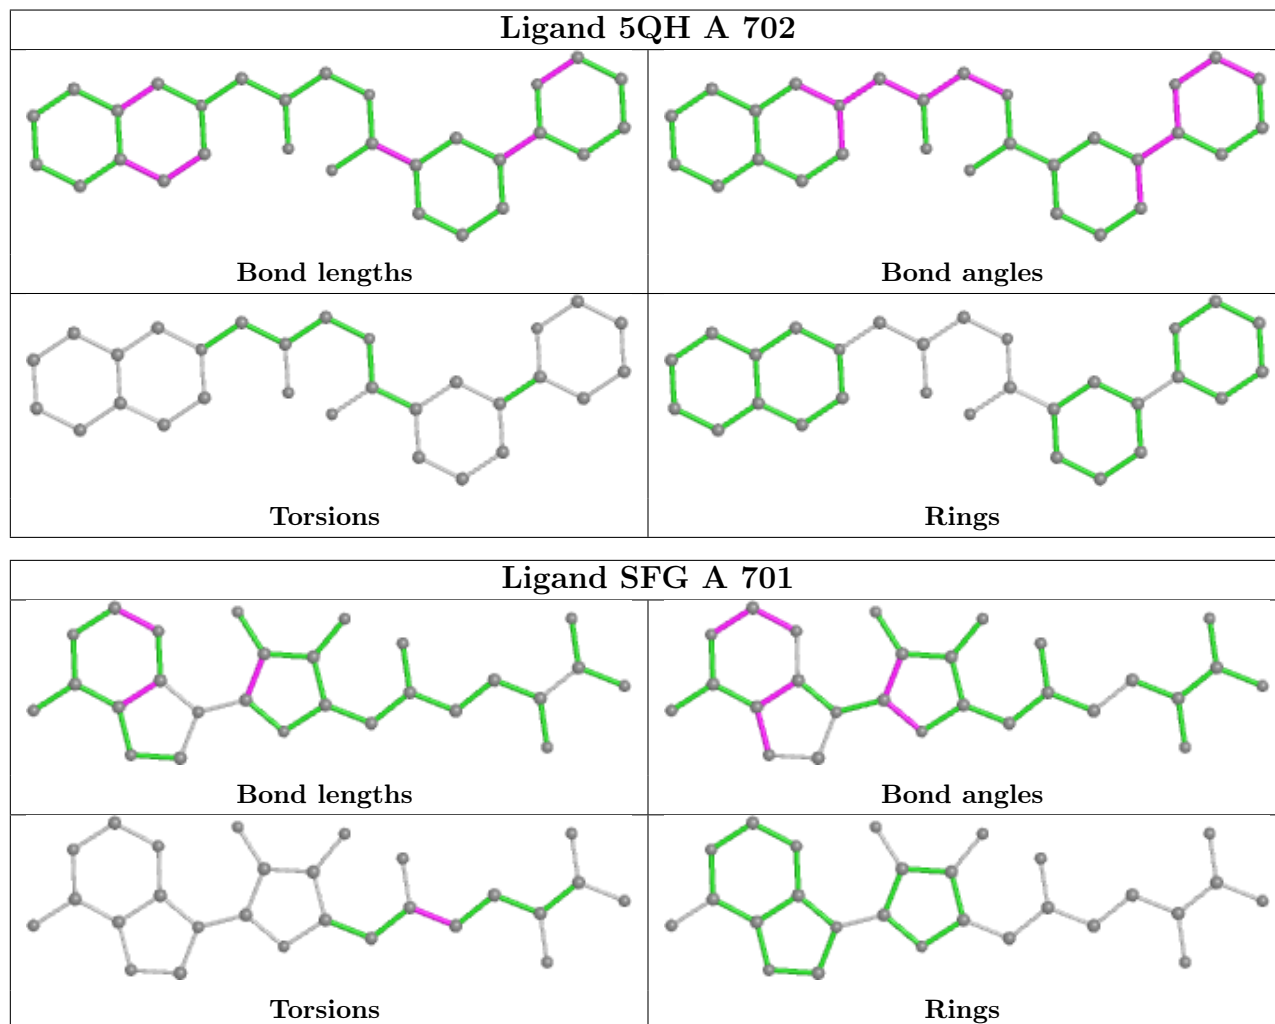 Ligand 5QH A 702
Bond lengths
Bond angles
Torsions
Rings
Ligand SFG A 701
Bond lengths
Bond angles
Torsions
Rings